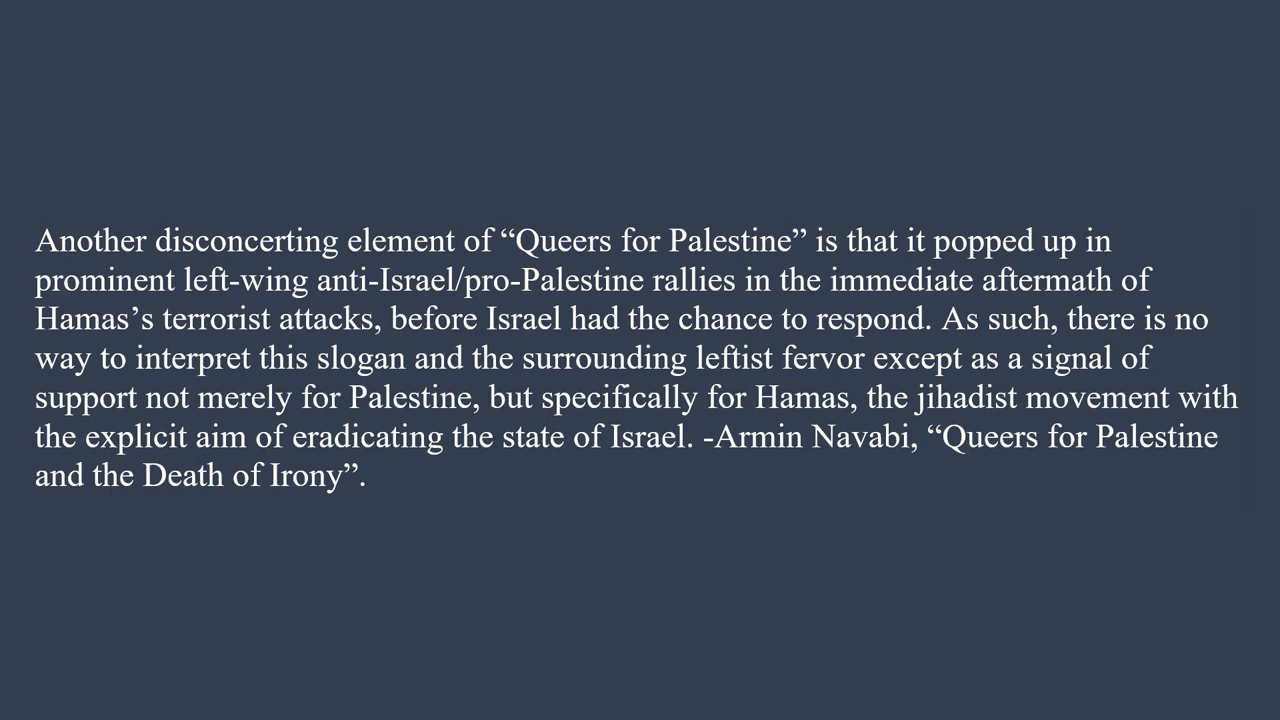 Another disconcerting element of “Queers for Palestine” is that it popped up in
prominent left-wing anti-Israel/pro-Palestine rallies in the immediate aftermath of
Hamas’s terrorist attacks, before Israel had the chance to respond. As such, there is no
way to interpret this slogan and the surrounding leftist fervor except as a signal of
support not merely for Palestine, but specifically for Hamas, the jihadist movement with
the explicit aim of eradicating the state of Israel. -Armin Navabi, “Queers for Palestine
and the Death of Irony”.